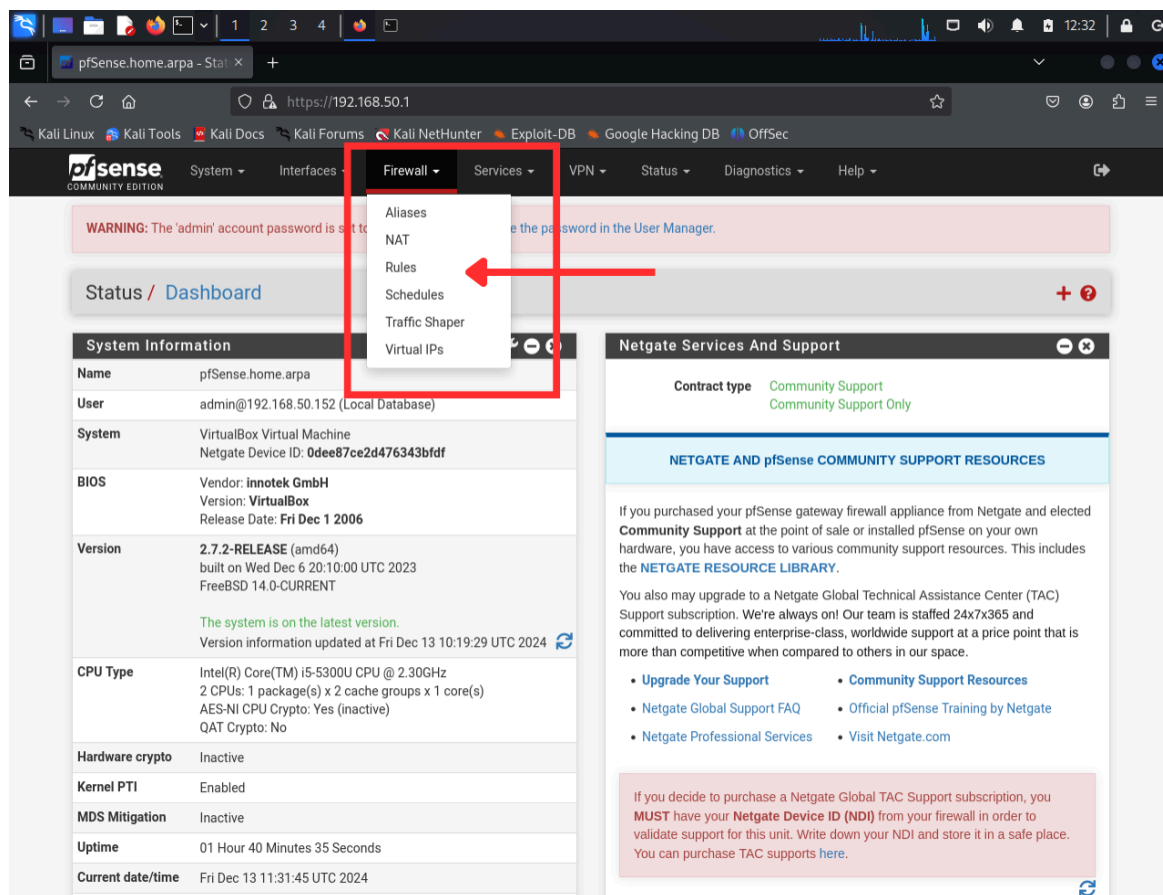 1 2 3 4 12:32
pfSense.home.arpa - Stat
https://192.168.50.1
Kali Linux Kali Tools Kali Docs Kali Forums Kali NetHunter Exploit-DB Google Hacking DB OffSec
pfsense System Interfaces Firewall Services VPN Status Diagnostics Help
COMMUNITY EDITION
Aliases
NAT
Rules
Schedules
Traffic Shaper
Virtual IPs
WARNING: The 'admin' account password is set to the password in the User Manager.
Status / Dashboard
System Information
Name pfSense.home.arpa
User admin@192.168.50.152 (Local Database)
System VirtualBox Virtual Machine
Netgate Device ID: 0dee87ce2d476343bfdf
BIOS Vendor: innotek GmbH
Version: VirtualBox
Release Date: Fri Dec 1 2006
Version 2.7.2-RELEASE (amd64)
built on Wed Dec 6 20:10:00 UTC 2023
FreeBSD 14.0-CURRENT
The system is on the latest version.
Version information updated at Fri Dec 13 10:19:29 UTC 2024
CPU Type Intel(R) Core(TM) i5-5300U CPU @ 2.30GHz
2 CPUs: 1 package(s) x 2 cache groups x 1 core(s)
AES-NI CPU Crypto: Yes (inactive)
QAT Crypto: No
Hardware crypto Inactive
Kernel PTI Enabled
MDS Mitigation Inactive
Uptime 01 Hour 40 Minutes 35 Seconds
Current date/time Fri Dec 13 11:31:45 UTC 2024
Netgate Services And Support
Contract type Community Support
Community Support Only
NETGATE AND pfSense COMMUNITY SUPPORT RESOURCES
If you purchased your pfSense gateway firewall appliance from Netgate and elected
Community Support at the point of sale or installed pfSense on your own
hardware, you have access to various community support resources. This includes
the NETGATE RESOURCE LIBRARY.
You also may upgrade to a Netgate Global Technical Assistance Center (TAC)
Support subscription. We're always on! Our team is staffed 24x7x365 and
committed to delivering enterprise-class, worldwide support at a price point that is
more than competitive when compared to others in our space.
Upgrade Your Support
Community Support Resources
Netgate Global Support FAQ
Official pfSense Training by Netgate
Netgate Professional Services
Visit Netgate.com
If you decide to purchase a Netgate Global TAC Support subscription, you
MUST have your Netgate Device ID (NDI) from your firewall in order to
validate support for this unit. Write down your NDI and store it in a safe place.
You can purchase TAC supports here.